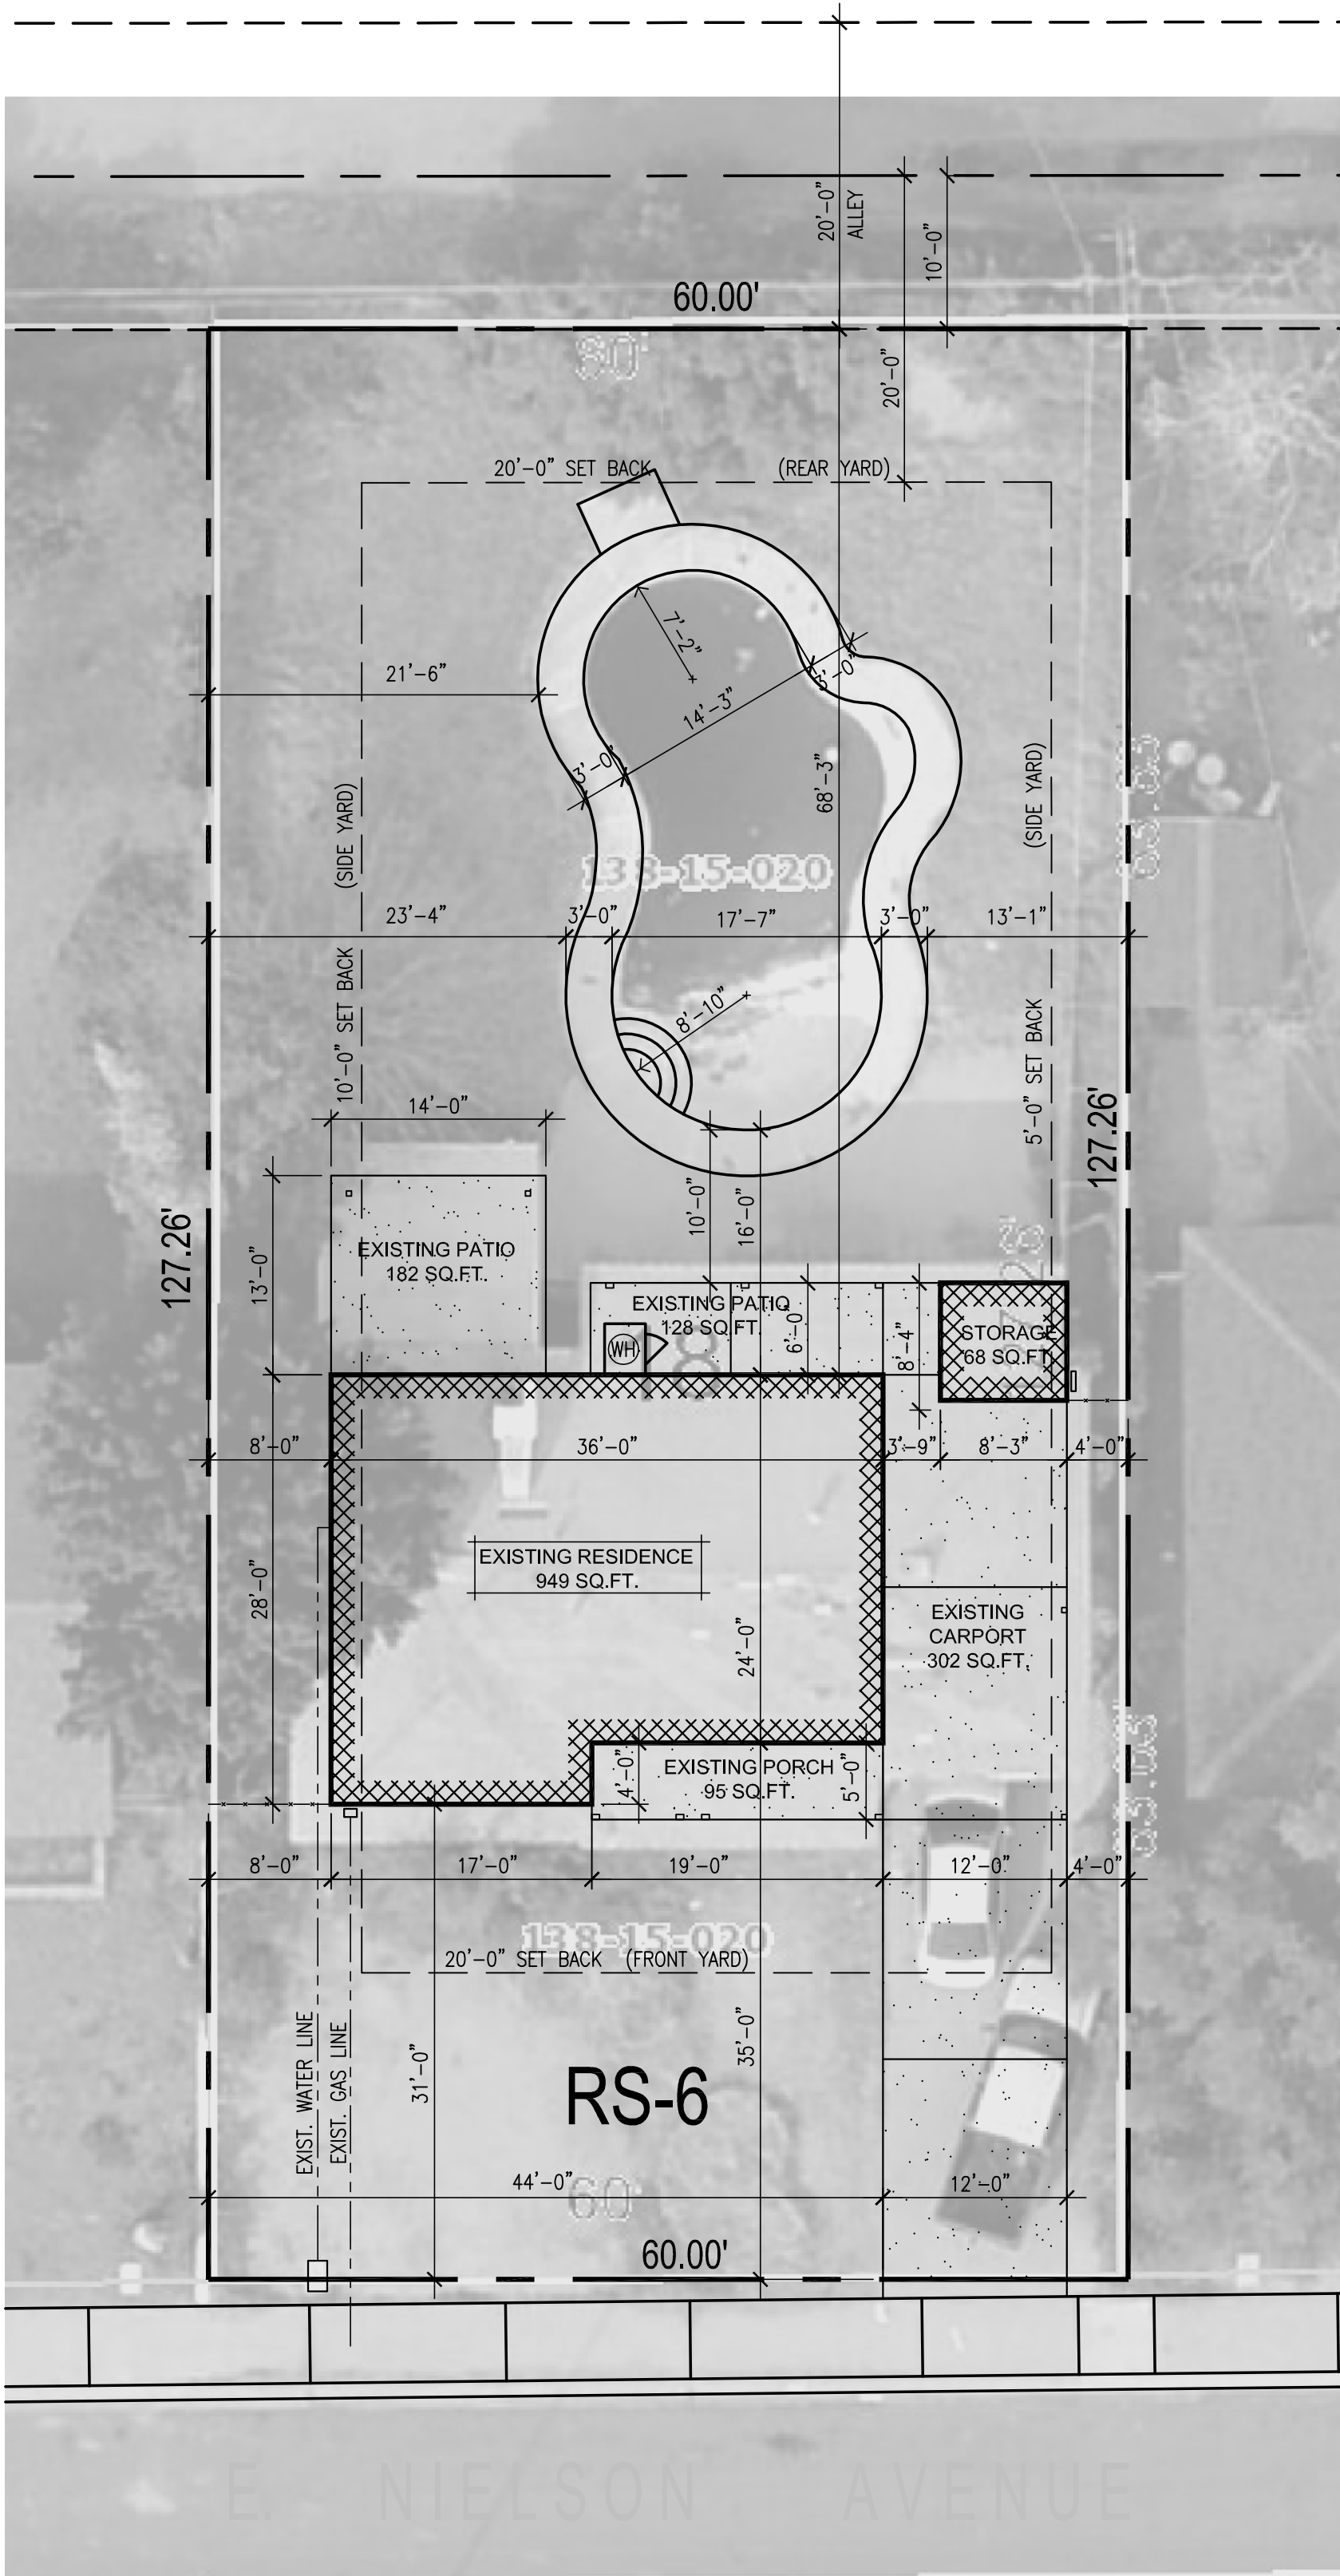 20'-0"
ALLEY
10'-0"
60.00'
80'
20'-0"
20'-0" SET BACK
(REAR YARD)
7'-2"
3'-0"
21'-6"
14'-3"
3'-0"
68'-3"
(SIDE YARD)
(SIDE YARD)
138-15-020
23'-4"
3'-0"
17'-7"
3'-0"
13'-1"
10'-0" SET BACK
8'-10"
5'-0" SET BACK
14'-0"
127.26'
127.26'
10'-0"
16'-0"
13'-0"
EXISTING PATIO
182 SQ.FT.
EXISTING PATIO
128 SQ.FT.
6'-0"
WH
18
8'-4"
STORAGE
68 SQ.FT.
8'-0"
36'-0"
3'-9"
8'-3"
4'-0"
28'-0"
EXISTING RESIDENCE
949 SQ.FT.
24'-0"
EXISTING
CARPORT
302 SQ.FT.
4'-0"
EXISTING PORCH
95 SQ.FT.
5'-0"
8'-0"
17'-0"
19'-0"
12'-0"
4'-0"
138-15-020
20'-0" SET BACK
(FRONT YARD)
EXIST. WATER LINE
EXIST. GAS LINE
31'-0"
35'-0"
RS-6
44'-0"
60'
12'-0"
60.00'
E. NIELSON AVENUE